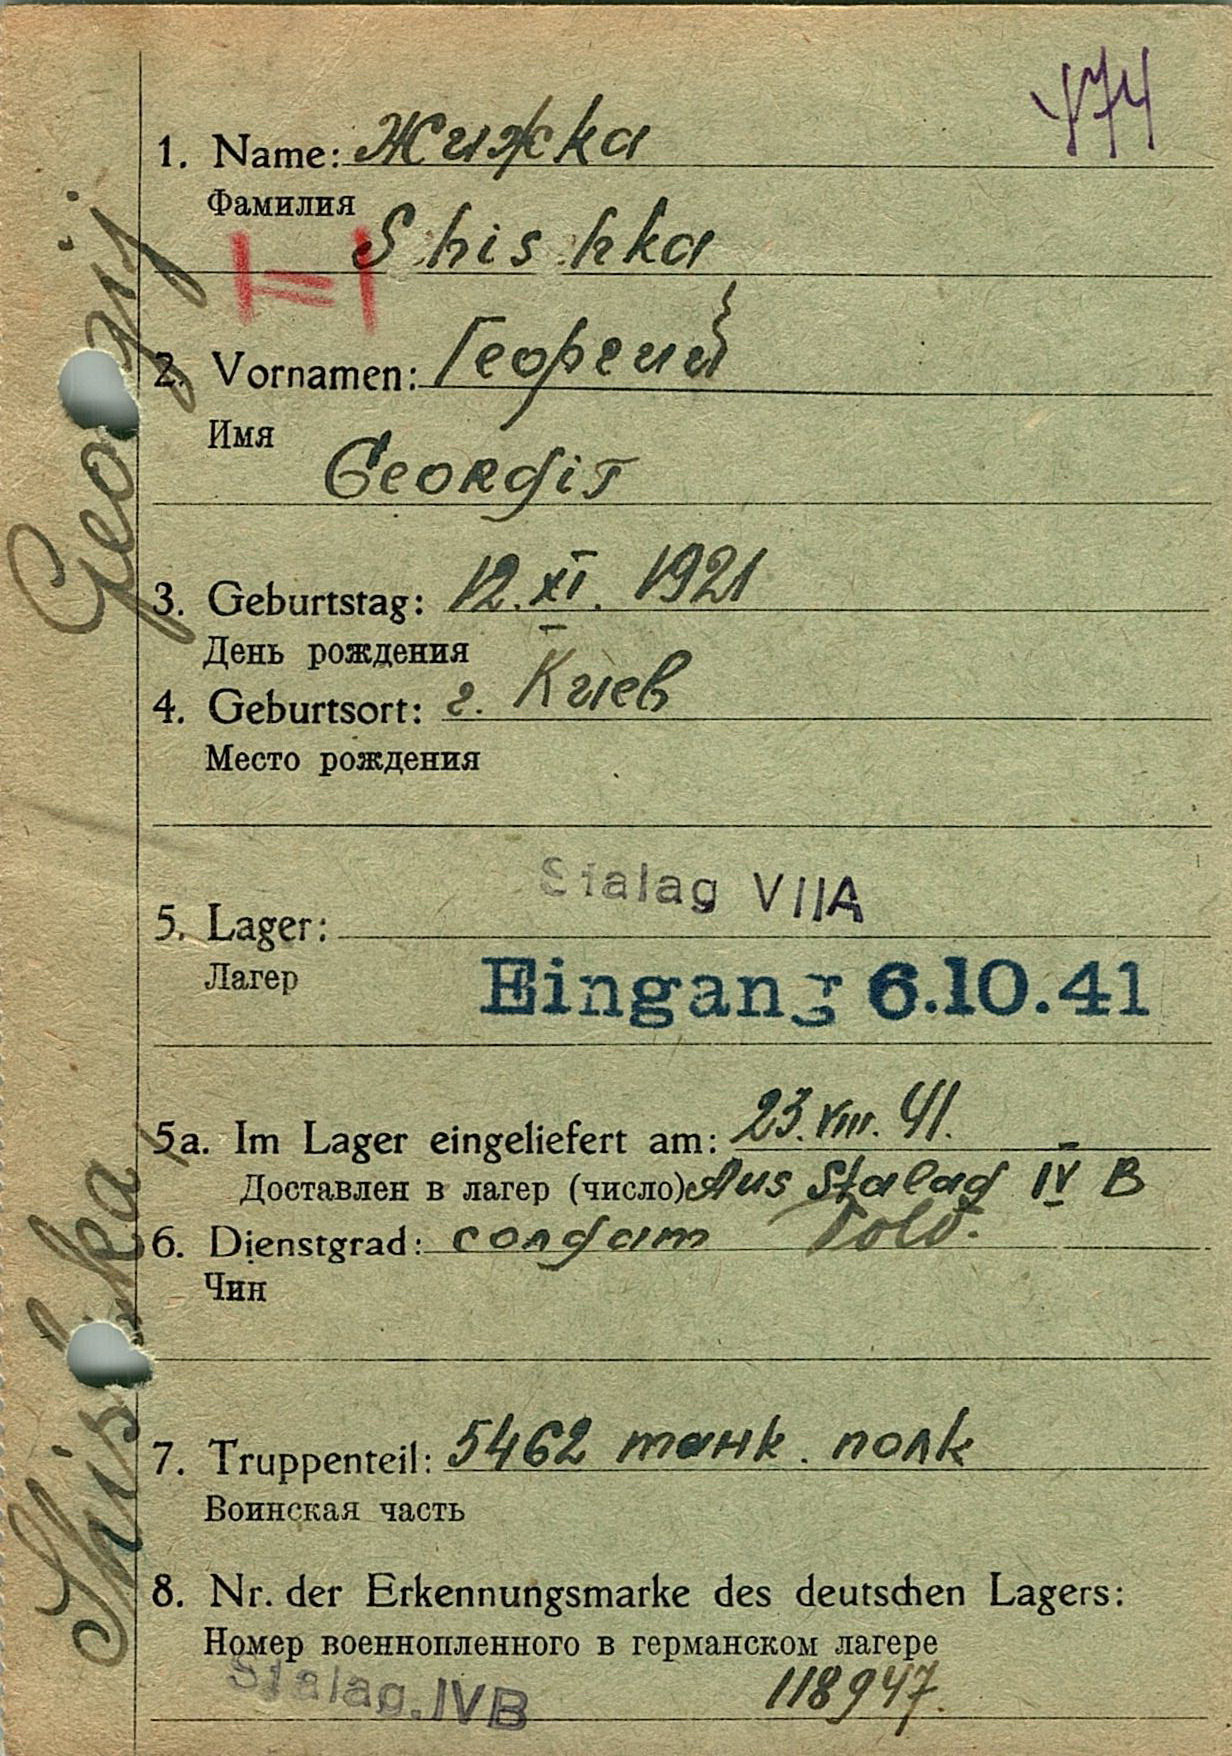 474
1. Name: Жижка
Фамилия
Shishka
2. Vornamen: Георгий
Имя
Georgij
3. Geburtstag: 12. XI. 1921
День рождения
4. Geburtsort: г. Киев
Место рождения
Stalag VIIA
5. Lager:
Лагер
Eingang 6.10.41
5a. Im Lager eingeliefert am: 23. VIII. 41.
Доставлен в лагер (число) Aus Stalag IV B
6. Dienstgrad: солдат Sold.
Чин
7. Truppenteil: 5462 танк. полк
Воинская часть
8. Nr. der Erkennungsmarke des deutschen Lagers:
Номер военнопленного в германском лагере
Stalag.IVB 118947.
Shishka Georgij